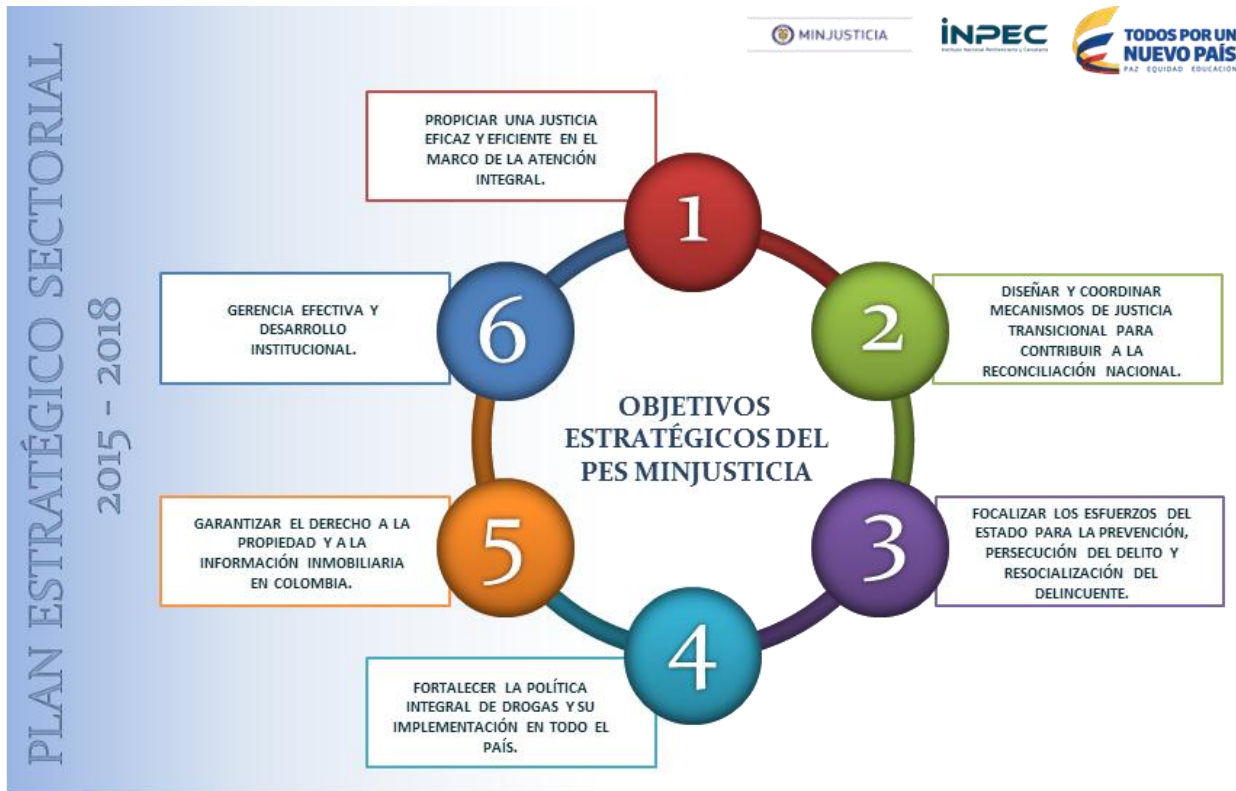 PLAN ESTRATÉGICO SECTORIAL
2015 - 2018
MINJUSTICIA
INPEC
Instituto Nacional Penitenciario y Carcelario
TODOS POR UN
NUEVO PAÍS
PAZ EQUIDAD EDUCACIÓN
PROPICIAR UNA JUSTICIA
EFICAZ Y EFICIENTE EN EL
MARCO DE LA ATENCIÓN
INTEGRAL.
1
DISEÑAR Y COORDINAR
MECANISMOS DE JUSTICIA
TRANSICIONAL PARA
CONTRIBUIR A LA
RECONCILIACIÓN NACIONAL.
2
FOCALIZAR LOS ESFUERZOS DEL
ESTADO PARA LA PREVENCIÓN,
PERSECUCIÓN DEL DELITO Y
RESOCIALIZACIÓN DEL
DELINCUENTE.
3
FORTALECER LA POLÍTICA
INTEGRAL DE DROGAS Y SU
IMPLEMENTACIÓN EN TODO EL
PAÍS.
4
GARANTIZAR EL DERECHO A LA
PROPIEDAD Y A LA
INFORMACIÓN INMOBILIARIA
EN COLOMBIA.
5
GERENCIA EFECTIVA Y
DESARROLLO
INSTITUCIONAL.
6
OBJETIVOS
ESTRATÉGICOS DEL
PES MINJUSTICIA